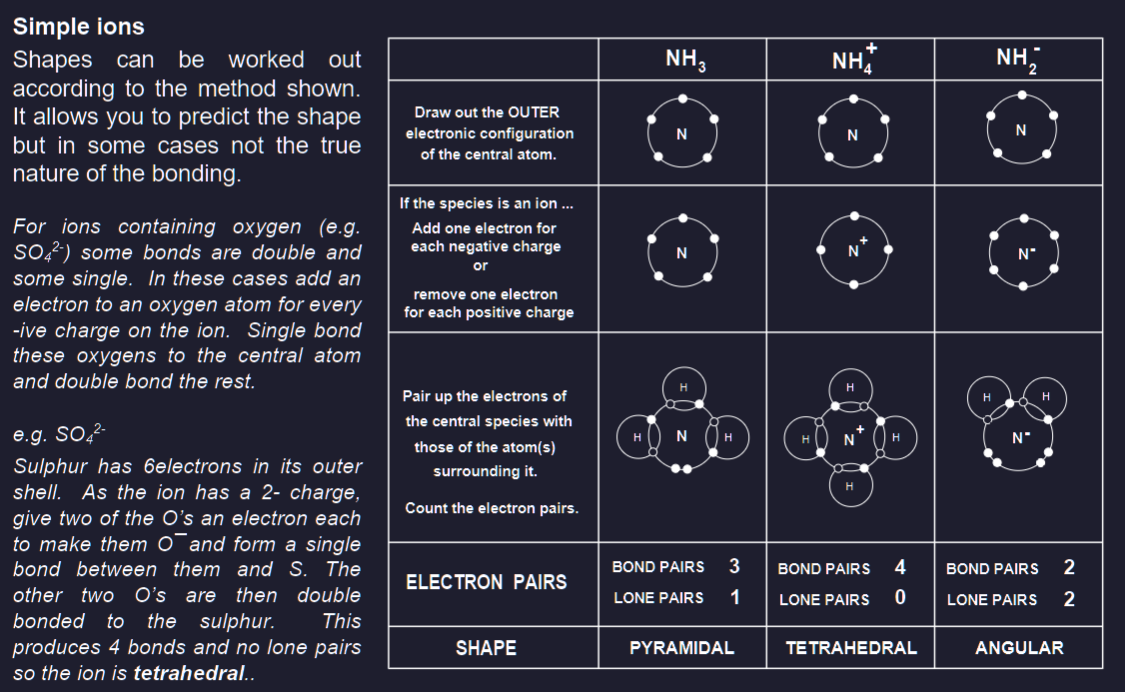 Simple ions
Shapes can be worked out
according to the method shown.
It allows you to predict the shape
but in some cases not the true
nature of the bonding.
For ions containing oxygen (e.g.
SO₄²⁻) some bonds are double and
some single. In these cases add an
electron to an oxygen atom for every
-ive charge on the ion. Single bond
these oxygens to the central atom
and double bond the rest.
e.g. SO₄²⁻
Sulphur has 6electrons in its outer
shell. As the ion has a 2- charge,
give two of the O's an electron each
to make them O⁻ and form a single
bond between them and S. The
other two O's are then double
bonded to the sulphur. This
produces 4 bonds and no lone pairs
so the ion is tetrahedral..
NH₃ NH₄⁺ NH₂⁻
Draw out the OUTER
electronic configuration
of the central atom.
N N N
If the species is an ion ...
Add one electron for
each negative charge
or
remove one electron
for each positive charge
N N⁺ N⁻
Pair up the electrons of
the central species with
those of the atom(s)
surrounding it.
Count the electron pairs.
H
H N H
H
H N⁺ H
H
H H
N⁻
ELECTRON PAIRS
BOND PAIRS 3
LONE PAIRS 1
BOND PAIRS 4
LONE PAIRS 0
BOND PAIRS 2
LONE PAIRS 2
SHAPE PYRAMIDAL TETRAHEDRAL ANGULAR